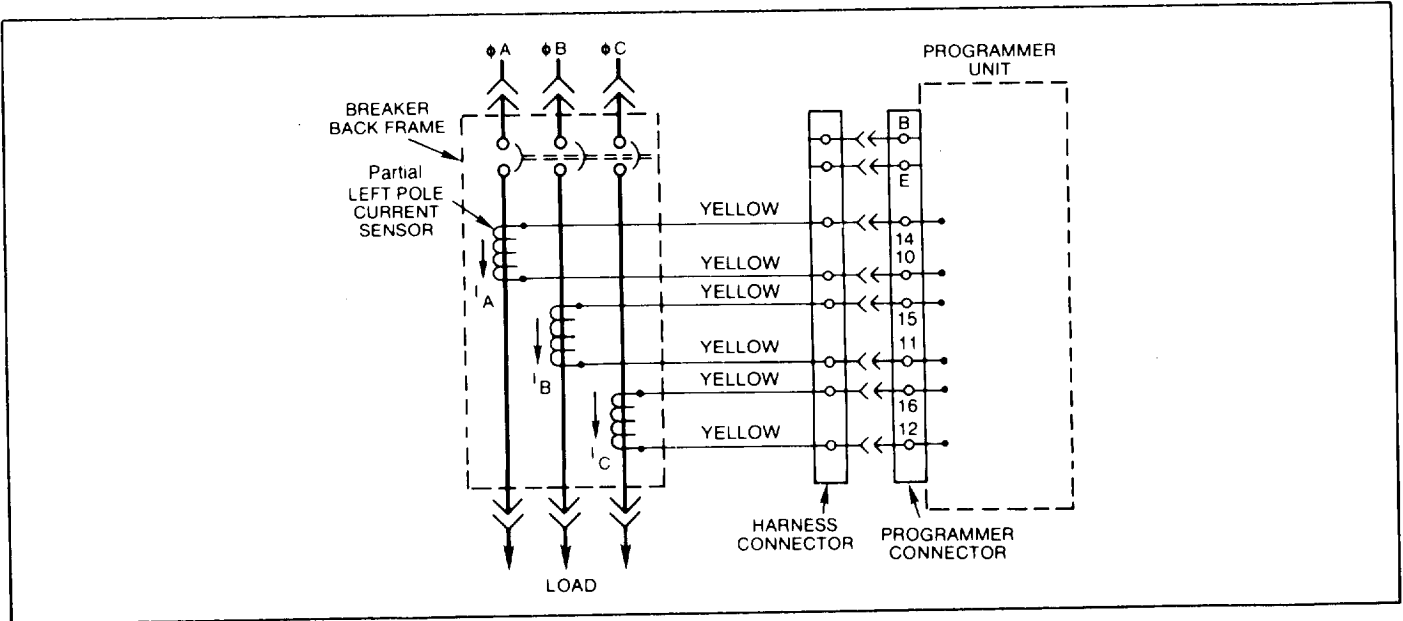 ϕA ϕB ϕC
PROGRAMMER
UNIT
BREAKER
BACK FRAME
Partial
LEFT POLE
CURRENT
SENSOR
B
E
YELLOW
14
YELLOW
10
YELLOW
15
YELLOW
11
YELLOW
16
YELLOW
12
I A
I B
I C
HARNESS
CONNECTOR
PROGRAMMER
CONNECTOR
LOAD